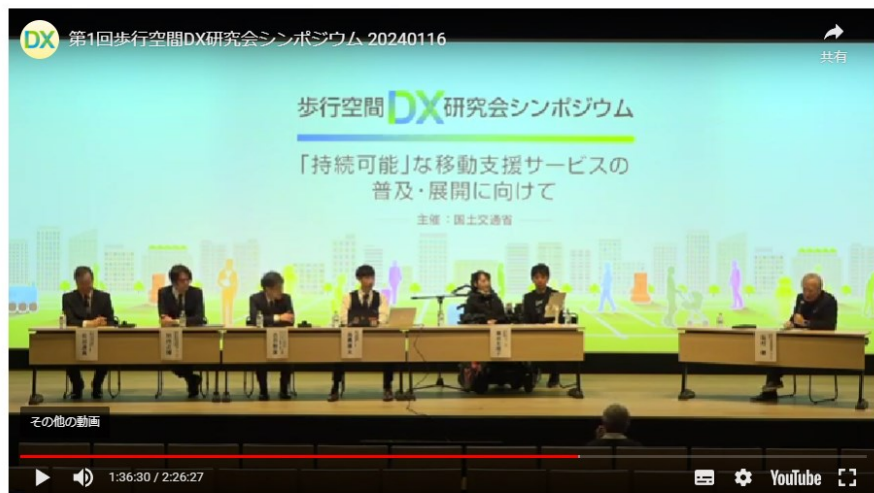 DX
第1回歩行空間DX研究会シンポジウム 20240116
共有
歩行空間DX研究会シンポジウム
「持続可能」な移動支援サービスの
普及・展開に向けて
主催：国土交通省
その他の動画
1:36:30 / 2:26:27
YouTube